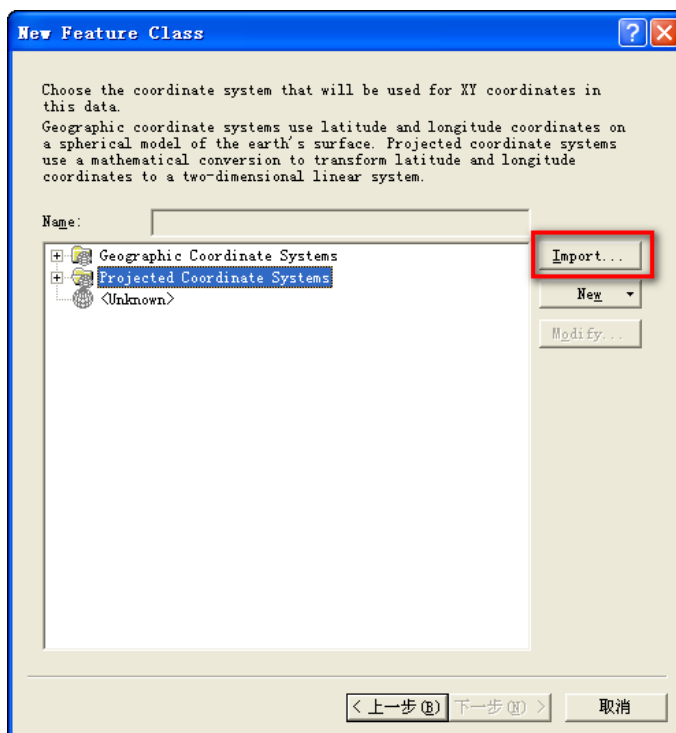 New Feature Class
Choose the coordinate system that will be used for XY coordinates in
this data.
Geographic coordinate systems use latitude and longitude coordinates on
a spherical model of the earth's surface. Projected coordinate systems
use a mathematical conversion to transform latitude and longitude
coordinates to a two-dimensional linear system.
Name:
Geographic Coordinate Systems
Import...
Projected Coordinate Systems
<Unknown>
New
Modify...
< 上一步(B) 下一步(N) > 取消